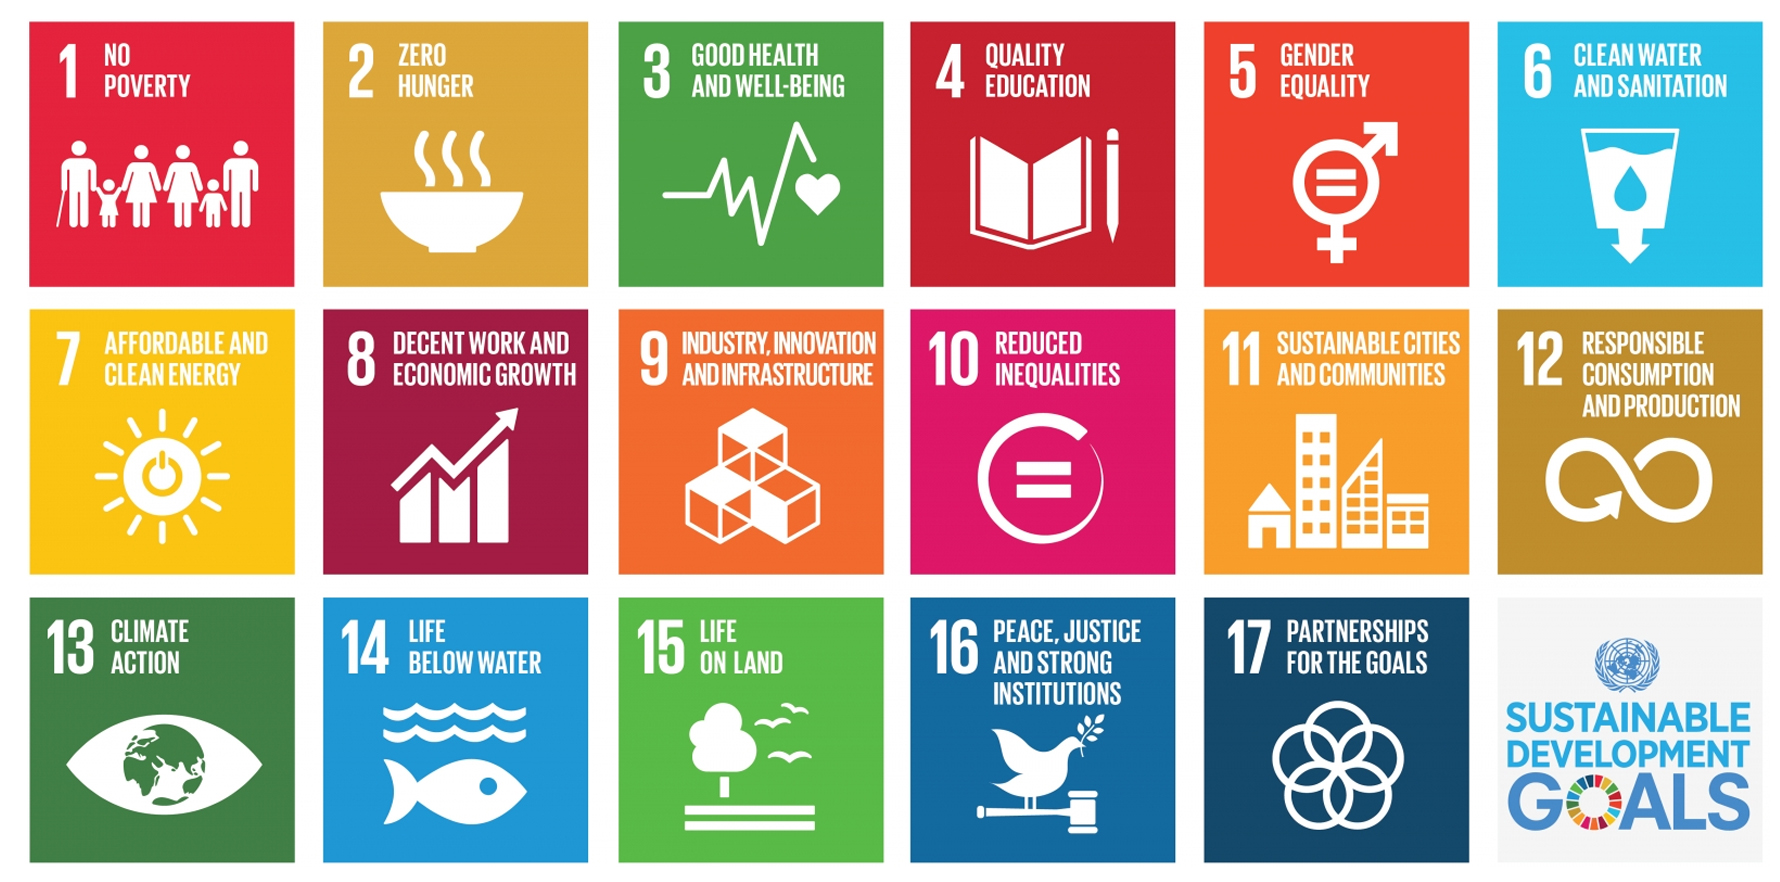 1 NO
POVERTY
2 ZERO
HUNGER
3 GOOD HEALTH
AND WELL-BEING
4 QUALITY
EDUCATION
5 GENDER
EQUALITY
6 CLEAN WATER
AND SANITATION
7 AFFORDABLE AND
CLEAN ENERGY
8 DECENT WORK AND
ECONOMIC GROWTH
9 INDUSTRY, INNOVATION
AND INFRASTRUCTURE
10 REDUCED
INEQUALITIES
11 SUSTAINABLE CITIES
AND COMMUNITIES
12 RESPONSIBLE
CONSUMPTION
AND PRODUCTION
13 CLIMATE
ACTION
14 LIFE
BELOW WATER
15 LIFE
ON LAND
16 PEACE, JUSTICE
AND STRONG
INSTITUTIONS
17 PARTNERSHIPS
FOR THE GOALS
SUSTAINABLE
DEVELOPMENT
GOALS